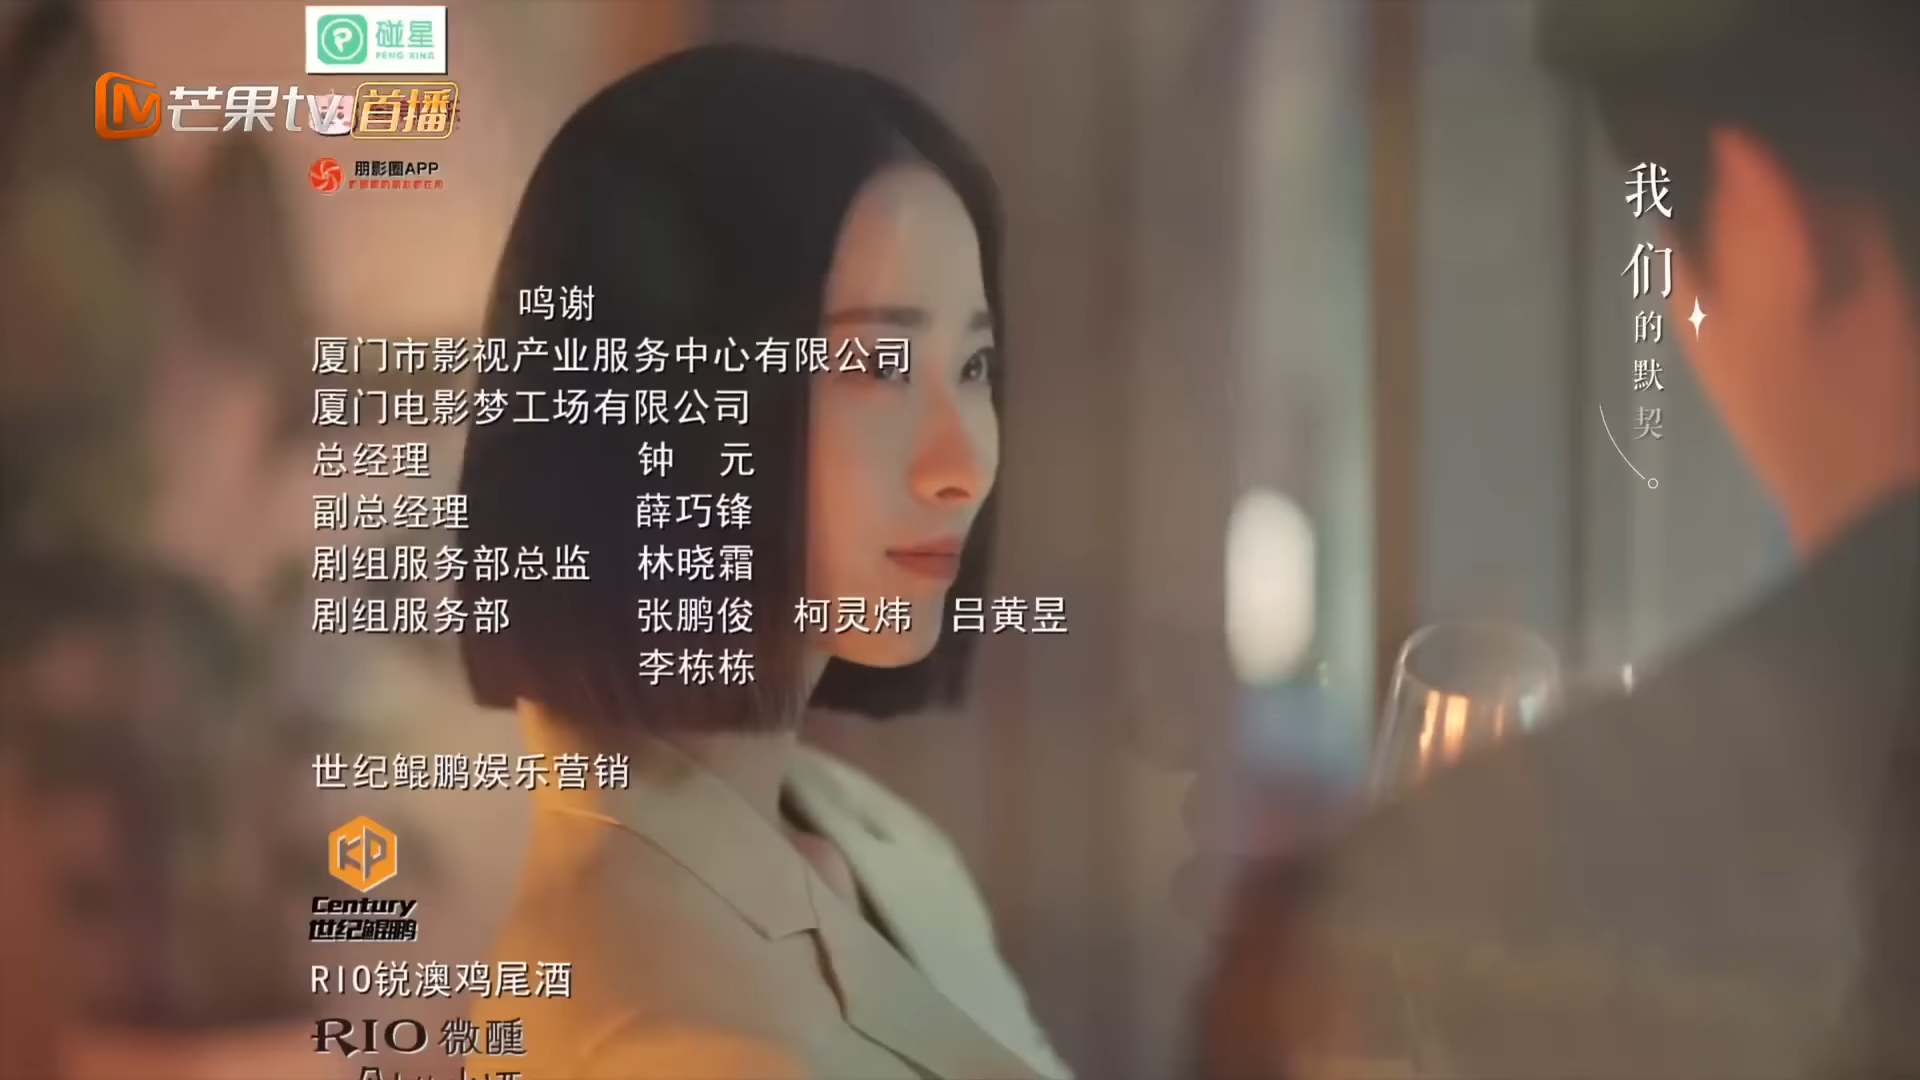 碰星
PENG XING
芒果tv 首播
朋影圈APP
鸣谢
厦门市影视产业服务中心有限公司
厦门电影梦工场有限公司
总经理 钟 元
副总经理 薛巧锋
剧组服务部总监 林晓霜
剧组服务部 张鹏俊 柯灵炜 吕黄昱
李栋栋
世纪鲲鹏娱乐营销
KP
Century
世纪鲲鹏
RIO锐澳鸡尾酒
RIO 微醺
我们的默契